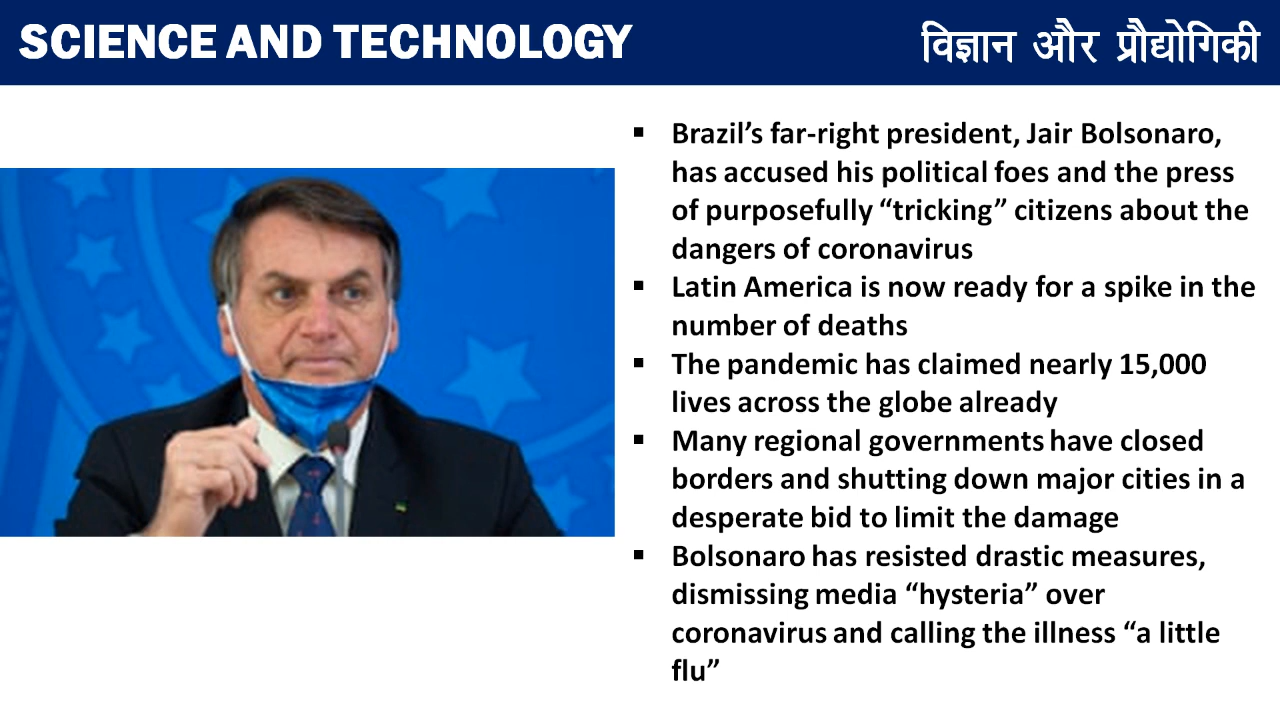 SCIENCE AND TECHNOLOGY
विज्ञान और प्रौद्योगिकी
▪ Brazil’s far-right president, Jair Bolsonaro,
has accused his political foes and the press
of purposefully “tricking” citizens about the
dangers of coronavirus
▪ Latin America is now ready for a spike in the
number of deaths
▪ The pandemic has claimed nearly 15,000
lives across the globe already
▪ Many regional governments have closed
borders and shutting down major cities in a
desperate bid to limit the damage
▪ Bolsonaro has resisted drastic measures,
dismissing media “hysteria” over
coronavirus and calling the illness “a little
flu”